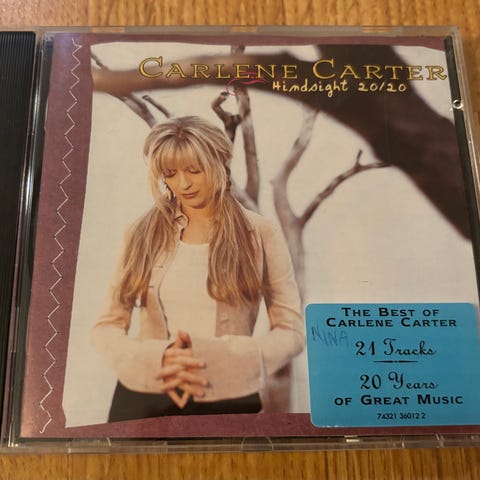 CARLENE CARTER
Hindsight 20/20
THE BEST OF
CARLENE CARTER
NINA
21 Tracks
20 Years
OF GREAT MUSIC
74321 36012 2